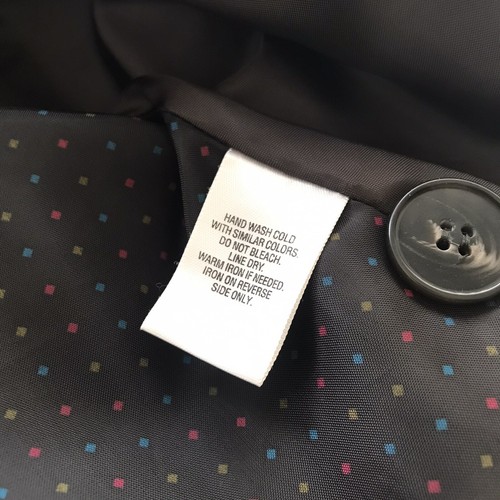 HAND WASH COLD
WITH SIMILAR COLORS.
DO NOT BLEACH.
LINE DRY.
WARM IRON IF NEEDED.
IRON ON REVERSE
SIDE ONLY.